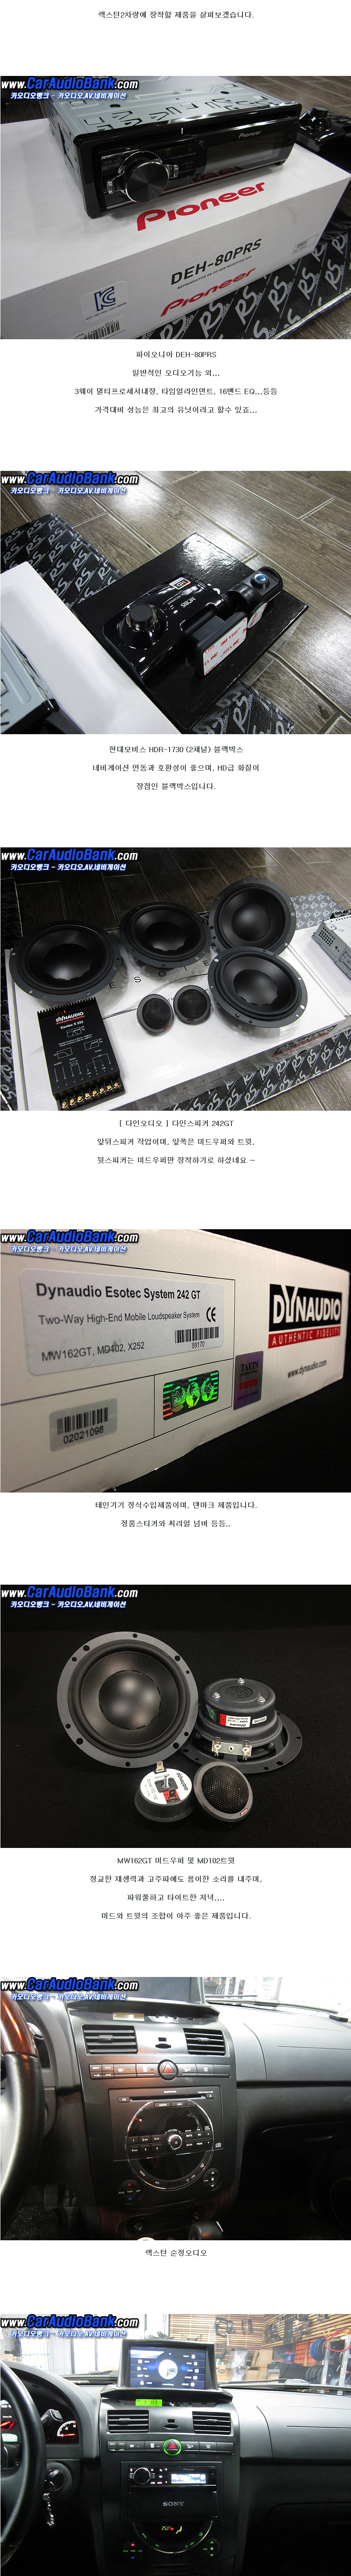 렉스턴2차량에 장착할 제품을 살펴보겠습니다.
www.CarAudioBank.com
카오디오뱅크 - 카오디오.AV.네비게이션
Pioneer
Pioneer
DEH-80PRS
Pioneer
파이오니아 DEH-80PRS
일반적인 오디오기능 외...
3웨이 멀티프로세서내장, 타임얼라인먼트, 16밴드 EQ...등등
가격대비 성능은 최고의 유닛이라고 할수 있죠...
www.CarAudioBank.com
카오디오뱅크 - 카오디오.AV.네비게이션
현대모비스 HDR-1730 (2채널) 블랙박스
네비게이션 연동과 호환성이 좋으며, HD급 화질이
장점인 블랙박스입니다.
www.CarAudioBank.com
카오디오뱅크 - 카오디오.AV.네비게이션
DYNAUDIO
[ 다인오디오 ] 다인스피커 242GT
앞뒤스피커 작업이며, 앞쪽은 미드우퍼와 트윗,
뒷스피커는 미드우퍼만 장착하기로 하셨네요 ~
www.CarAudioBank.com
카오디오뱅크 - 카오디오.AV.네비게이션
Dynaudio Esotec System 242 GT
Two-Way High-End Mobile Loudspeaker System
CE
MW162GT, MD102, X252
89170
02021098
DYNAUDIO
AUTHENTIC FIDELITY
www.dynaudio.com
TAYIN
태인기기 정식수입제품이며, 덴마크 제품입니다.
정품스티커와 씨리얼 넘버 등등..
www.CarAudioBank.com
카오디오뱅크 - 카오디오.AV.네비게이션
MW162GT 미드우퍼 및 MD102트윗
정교한 재생력과 고주파에도 용이한 소리를 내주며,
파워풀하고 타이트한 저녁....
미드와 트윗의 조합이 아주 좋은 제품입니다.
www.CarAudioBank.com
카오디오뱅크 - 카오디오.AV.네비게이션
렉스턴 순정오디오
www.CarAudioBank.com
카오디오뱅크 - 카오디오.AV.네비게이션
SONY